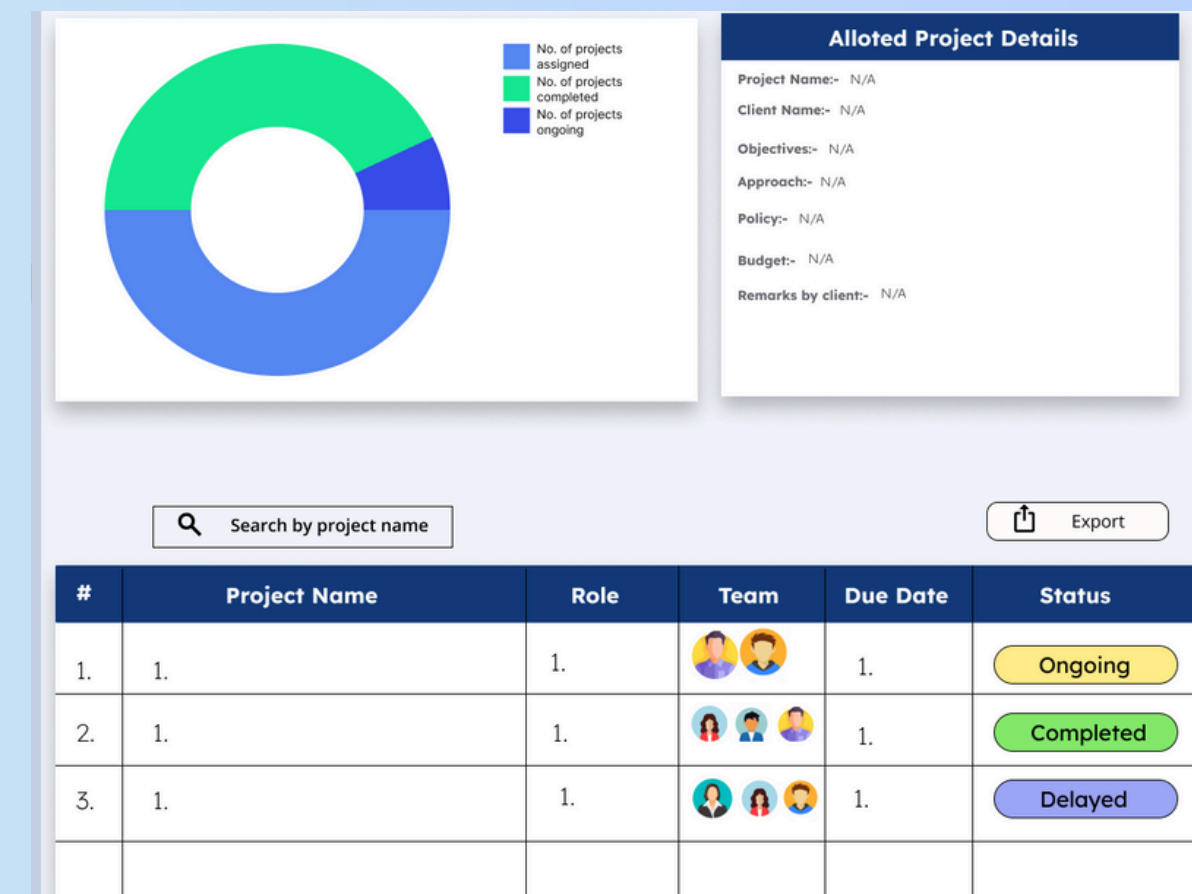 No. of projects
assigned
No. of projects
completed
No. of projects
ongoing
Alloted Project Details
Project Name:- N/A
Client Name:- N/A
Objectives:- N/A
Approach:- N/A
Policy:- N/A
Budget:- N/A
Remarks by client:- N/A
Search by project name
Export
# Project Name Role Team Due Date Status
1. 1. 1. 1. Ongoing
2. 1. 1. 1. Completed
3. 1. 1. 1. Delayed